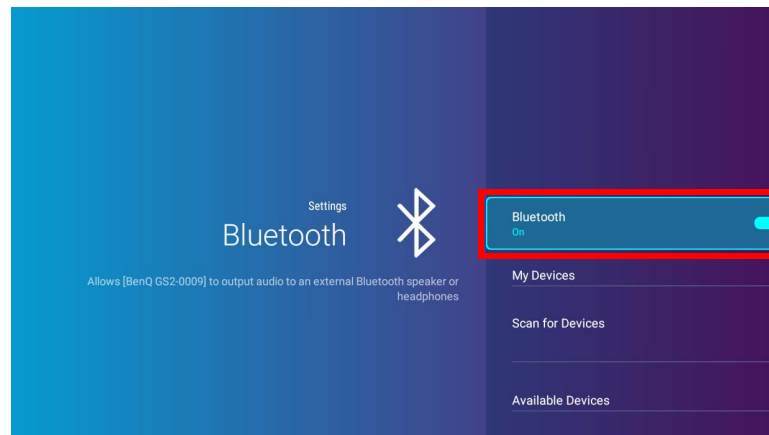 Settings
Bluetooth
Allows [BenQ GS2-0009] to output audio to an external Bluetooth speaker or
headphones
Bluetooth
On
My Devices
Scan for Devices
Available Devices